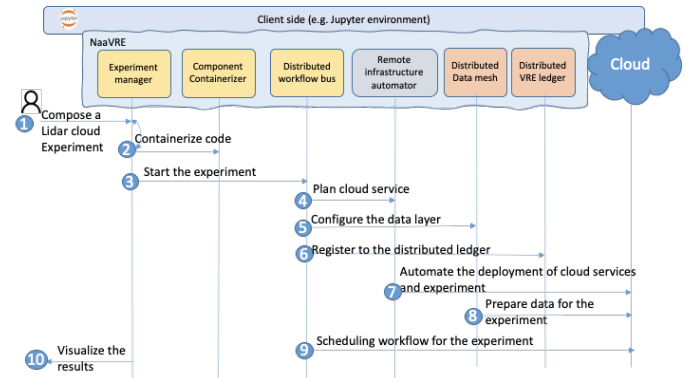 jupyter
Client side (e.g. Jupyter environment)
NaaVRE
Experiment
manager
Component
Containerizer
Distributed
workflow bus
Remote
infrastructure
automator
Distributed
Data mesh
Distributed
VRE ledger
Cloud
1
Compose a
Lidar cloud
Experiment
2
Containerize code
3
Start the experiment
4
Plan cloud service
5
Configure the data layer
6
Register to the distributed ledger
7
Automate the deployment of cloud services
and experiment
8
Prepare data for the
experiment
9
Scheduling workflow for the experiment
10
Visualize the
results